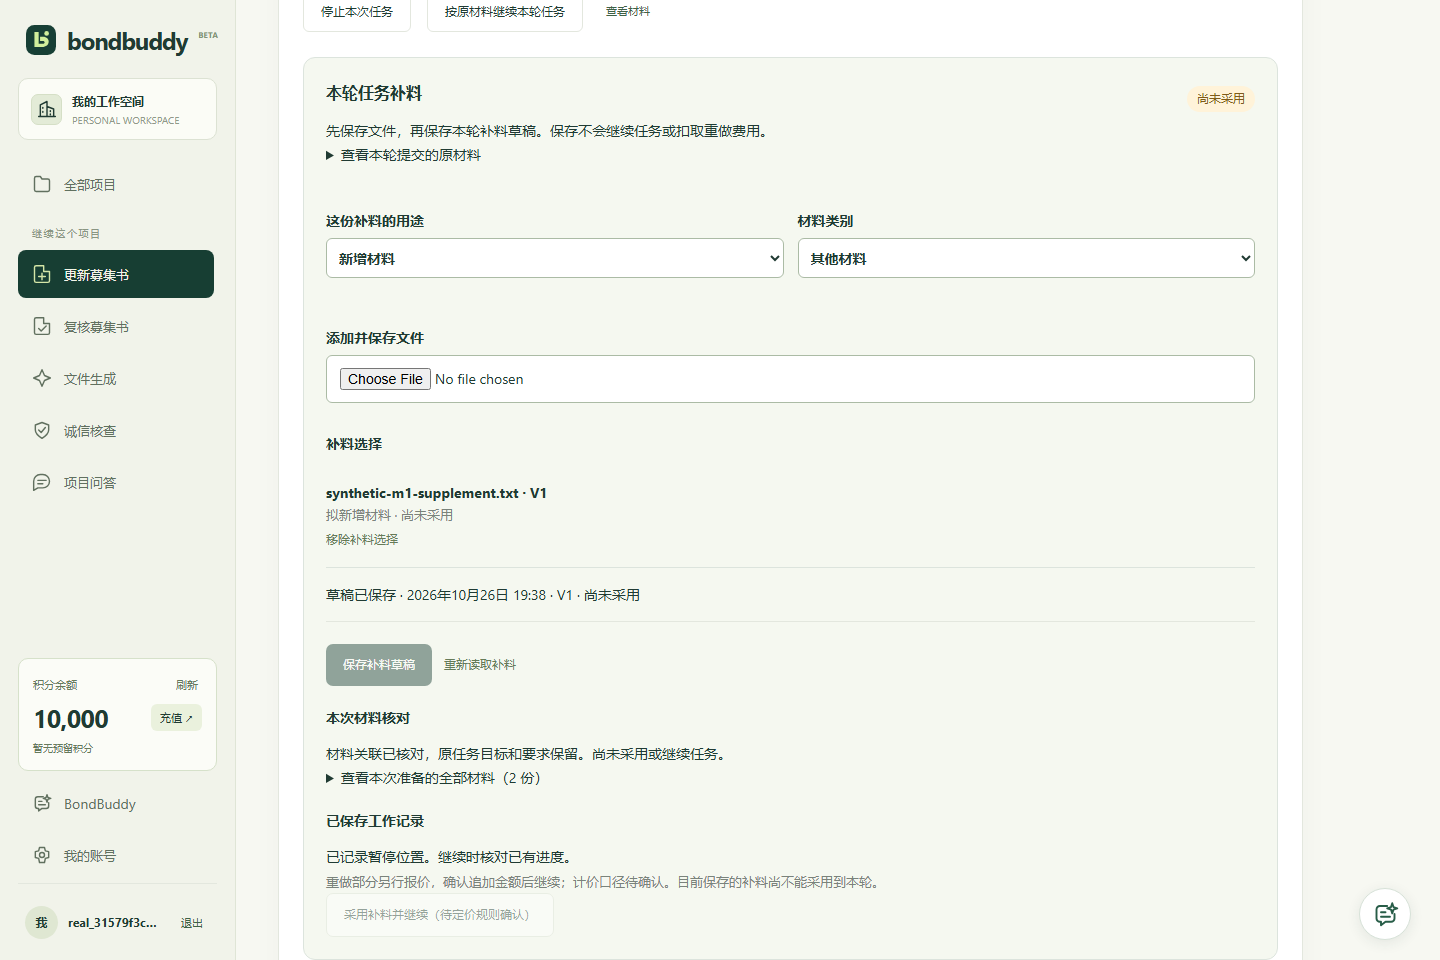 bondbuddy BETA
我的工作空间
PERSONAL WORKSPACE
全部项目
继续这个项目
更新募集书
复核募集书
文件生成
诚信核查
项目问答
积分余额 刷新
10,000 充值 ↗
暂无预留积分
BondBuddy
我的账号
我 real_31579f3c... 退出
停止本次任务 按原材料继续本轮任务 查看材料
本轮任务补料 尚未采用
先保存文件，再保存本轮补料草稿。保存不会继续任务或扣取重做费用。
▶ 查看本轮提交的原材料
这份补料的用途 材料类别
新增材料 其他材料
添加并保存文件
Choose File No file chosen
补料选择
synthetic-m1-supplement.txt · V1
拟新增材料 · 尚未采用
移除补料选择
草稿已保存 · 2026年10月26日 19:38 · V1 · 尚未采用
保存补料草稿 重新读取补料
本次材料核对
材料关联已核对，原任务目标和要求保留。尚未采用或继续任务。
▶ 查看本次准备的全部材料（2 份）
已保存工作记录
已记录暂停位置。继续时核对已有进度。
重做部分另行报价，确认追加金额后继续；计价口径待确认。目前保存的补料尚不能采用到本轮。
采用补料并继续（待定价规则确认）